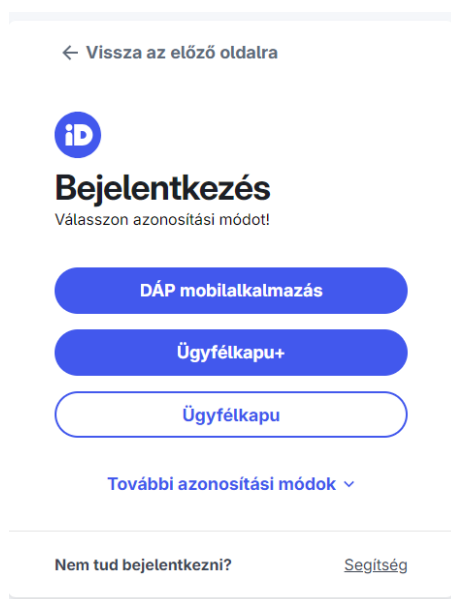 ← Vissza az előző oldalra
iD
Bejelentkezés
Válasszon azonosítási módot!
DÁP mobilalkalmazás
Ügyfélkapu+
Ügyfélkapu
További azonosítási módok
Nem tud bejelentkezni? Segítség